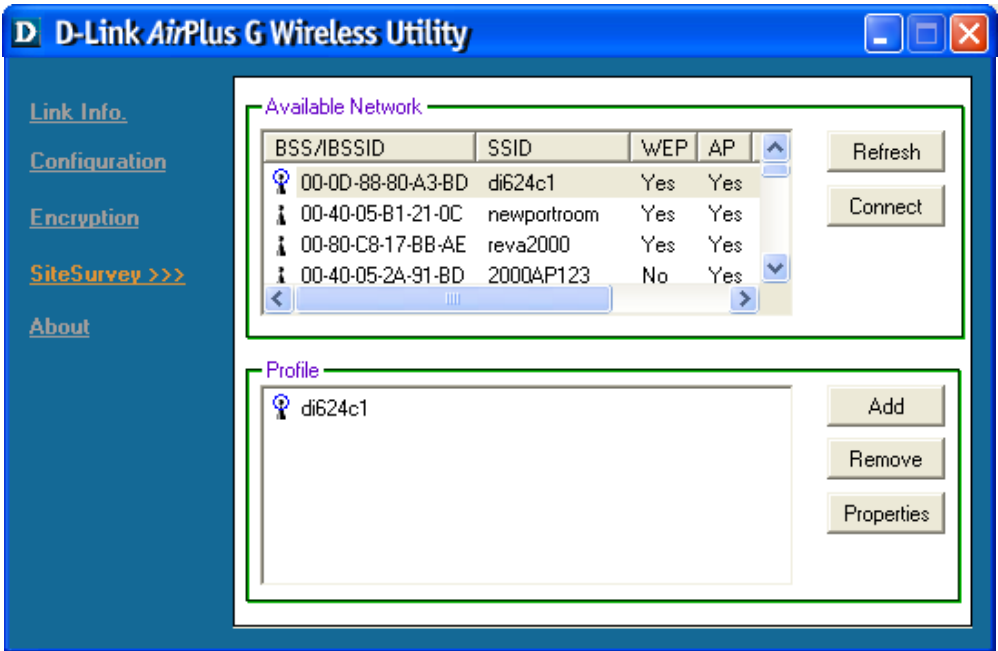 D D-Link AirPlus G Wireless Utility
Link Info.
Configuration
Encryption
SiteSurvey >>>
About
Available Network
BSS/IBSSID SSID WEP AP
00-0D-88-80-A3-BD di624c1 Yes Yes
00-40-05-B1-21-0C newportroom Yes Yes
00-80-C8-17-BB-AE reva2000 Yes Yes
00-40-05-2A-91-BD 2000AP123 No Yes
Refresh
Connect
Profile
di624c1
Add
Remove
Properties